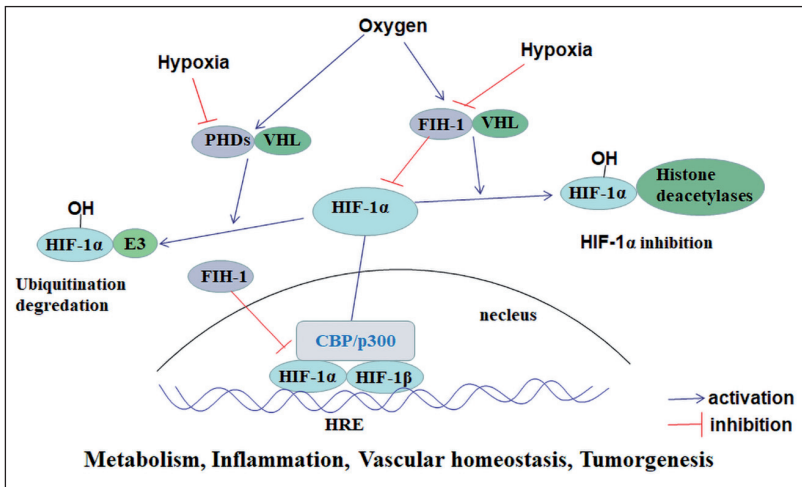 Oxygen
Hypoxia
Hypoxia
PHDs
VHL
FIH-1
VHL
OH
HIF-1α
Histone
deacetylases
HIF-1α
OH
HIF-1α
E3
HIF-1α inhibition
Ubiquitination
degredation
FIH-1
necleus
CBP/p300
HIF-1α
HIF-1β
HRE
activation
inhibition
Metabolism, Inflammation, Vascular homeostasis, Tumorgenesis